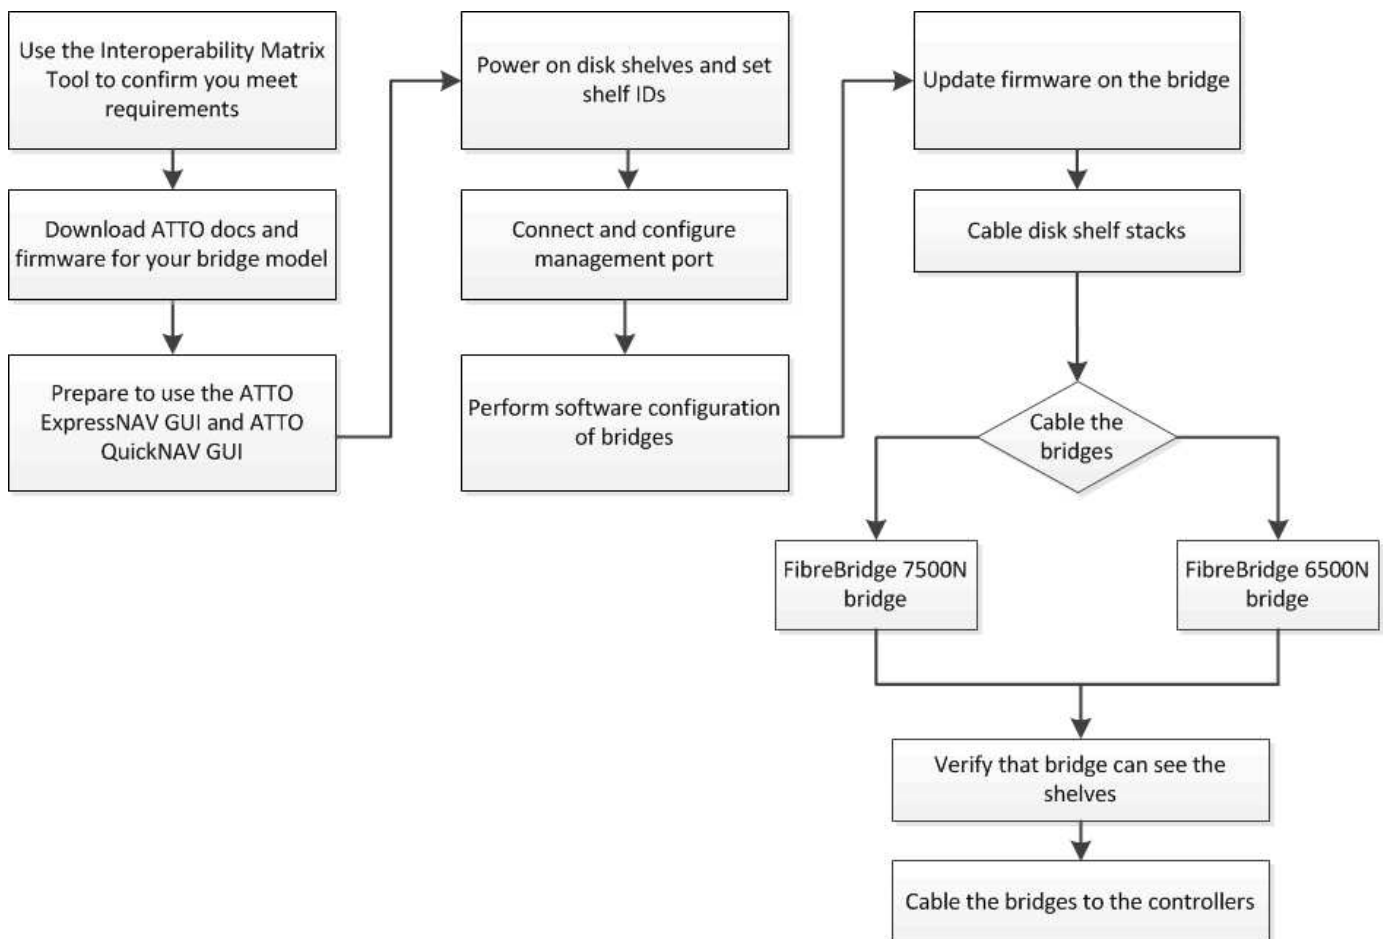 Use the Interoperability Matrix
Tool to confirm you meet
requirements
Download ATTO docs and
firmware for your bridge model
Prepare to use the ATTO
ExpressNAV GUI and ATTO
QuickNAV GUI
Power on disk shelves and set
shelf IDs
Connect and configure
management port
Perform software configuration
of bridges
Update firmware on the bridge
Cable disk shelf stacks
Cable the
bridges
FibreBridge 7500N
bridge
FibreBridge 6500N
bridge
Verify that bridge can see the
shelves
Cable the bridges to the controllers